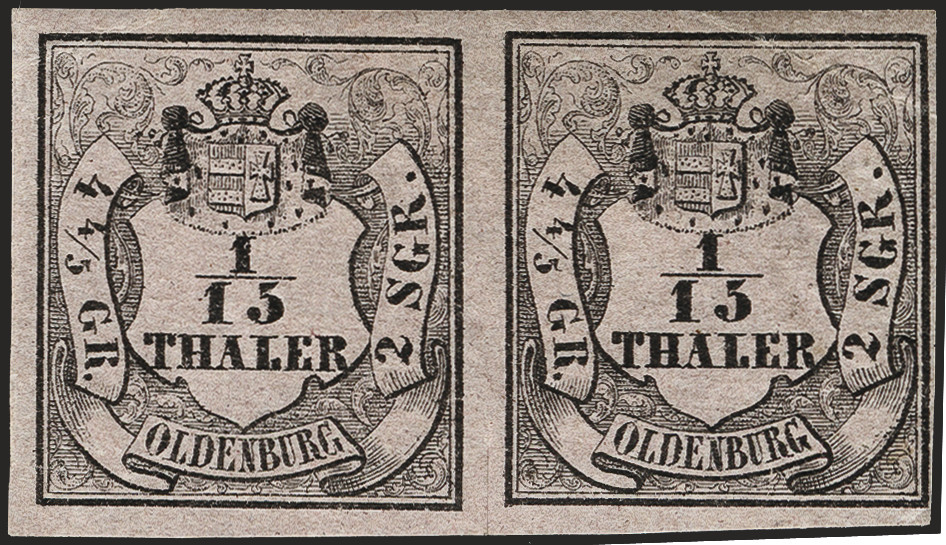 4 4/5 GR.
1
13
THALER
2 SGR.
OLDENBURG
4 4/5 GR.
1
15
THALER
2 SGR.
OLDENBURG